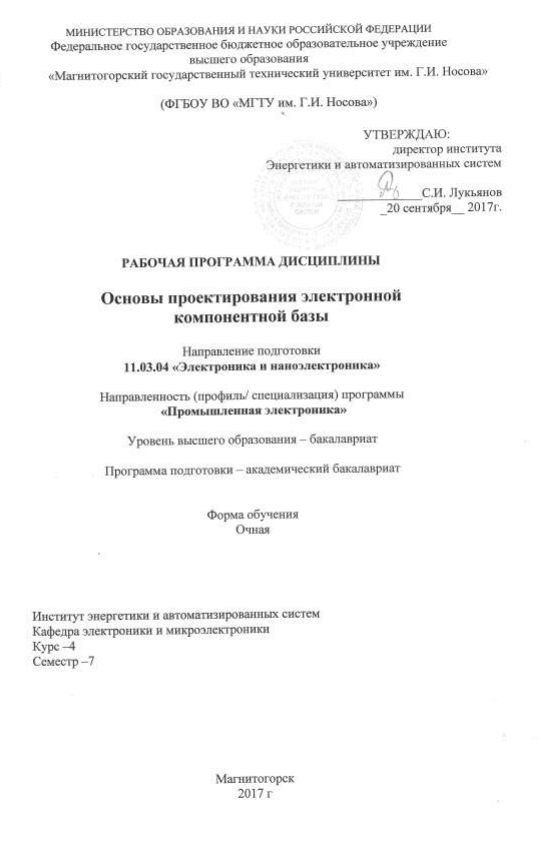 МИНИСТЕРСТВО ОБРАЗОВАНИЯ И НАУКИ РОССИЙСКОЙ ФЕДЕРАЦИИ
Федеральное государственное бюджетное образовательное учреждение
высшего образования
«Магнитогорский государственный технический университет им. Г.И. Носова»
(ФГБОУ ВО «МГТУ им. Г.И. Носова»)
УТВЕРЖДАЮ:
директор института
Энергетики и автоматизированных систем
_____________С.И. Лукьянов
_20 сентября__ 2017г.
РАБОЧАЯ ПРОГРАММА ДИСЦИПЛИНЫ
Основы проектирования электронной
компонентной базы
Направление подготовки
11.03.04 «Электроника и наноэлектроника»
Направленность (профиль/ специализация) программы
«Промышленная электроника»
Уровень высшего образования – бакалавриат
Программа подготовки – академический бакалавриат
Форма обучения
Очная
Институт энергетики и автоматизированных систем
Кафедра электроники и микроэлектроники
Курс –4
Семестр –7
Магнитогорск
2017 г